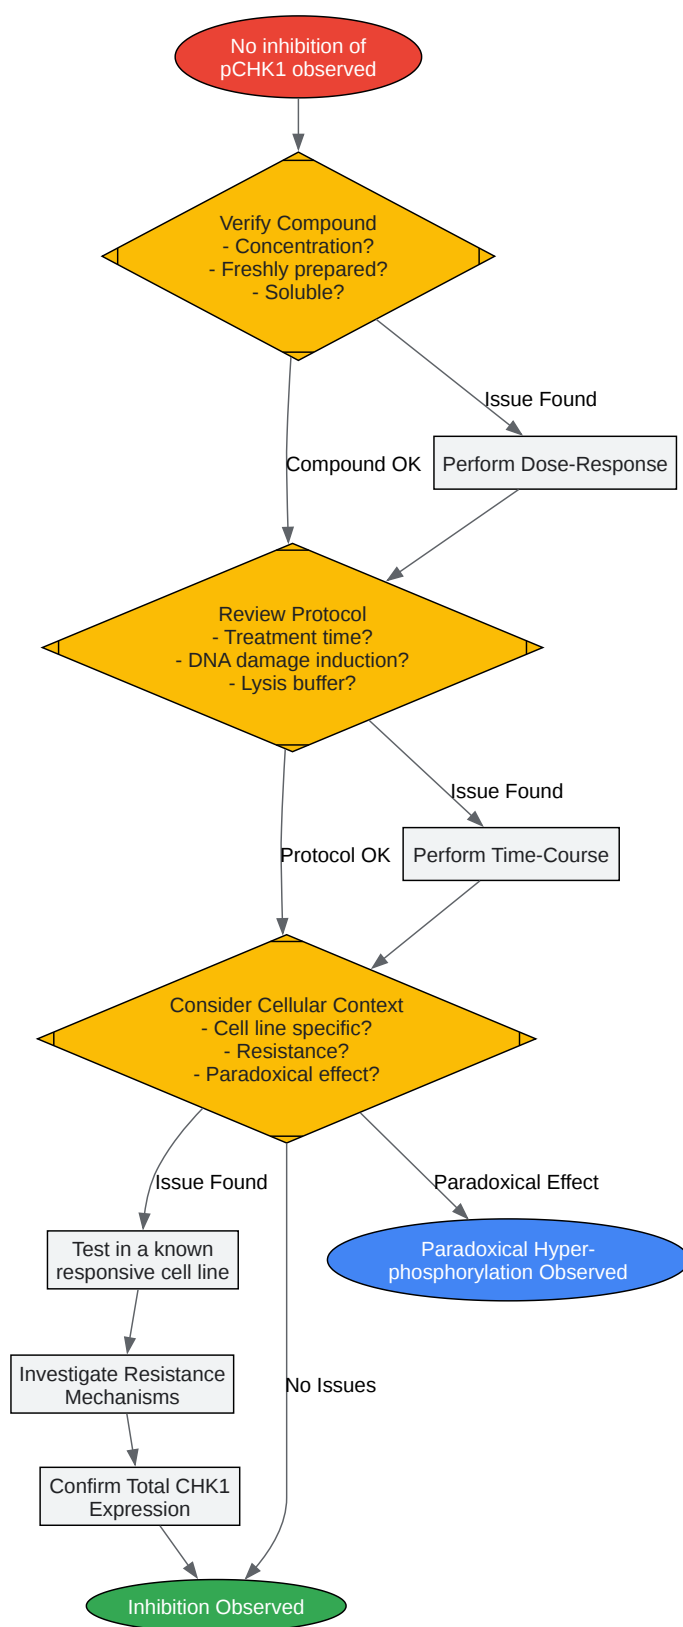 No inhibition of
pCHK1 observed
Verify Compound
- Concentration?
- Freshly prepared?
- Soluble?
Issue Found
Compound OK
Perform Dose-Response
Review Protocol
- Treatment time?
- DNA damage induction?
- Lysis buffer?
Issue Found
Protocol OK
Perform Time-Course
Consider Cellular Context
- Cell line specific?
- Resistance?
- Paradoxical effect?
Issue Found
Paradoxical Effect
Test in a known
responsive cell line
Paradoxical Hyper-
phosphorylation Observed
Investigate Resistance
Mechanisms
No Issues
Confirm Total CHK1
Expression
Inhibition Observed